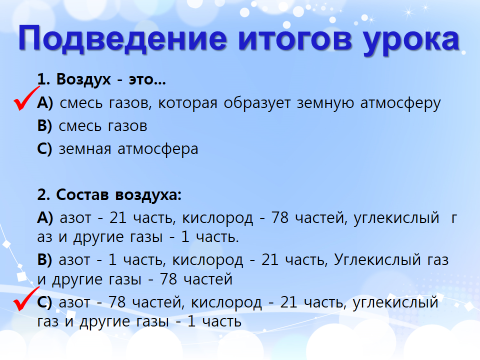 Подведение итогов урока
1. Воздух - это...
A) смесь газов, которая образует земную атмосферу
B) смесь газов
C) земная атмосфера
2. Состав воздуха:
A) азот - 21 часть, кислород - 78 частей, углекислый г
аз и другие газы - 1 часть.
B) азот - 1 часть, кислород - 21 часть, Углекислый газ
и другие газы - 78 частей
C) азот - 78 частей, кислород - 21 часть, углекислый
газ и другие газы - 1 часть